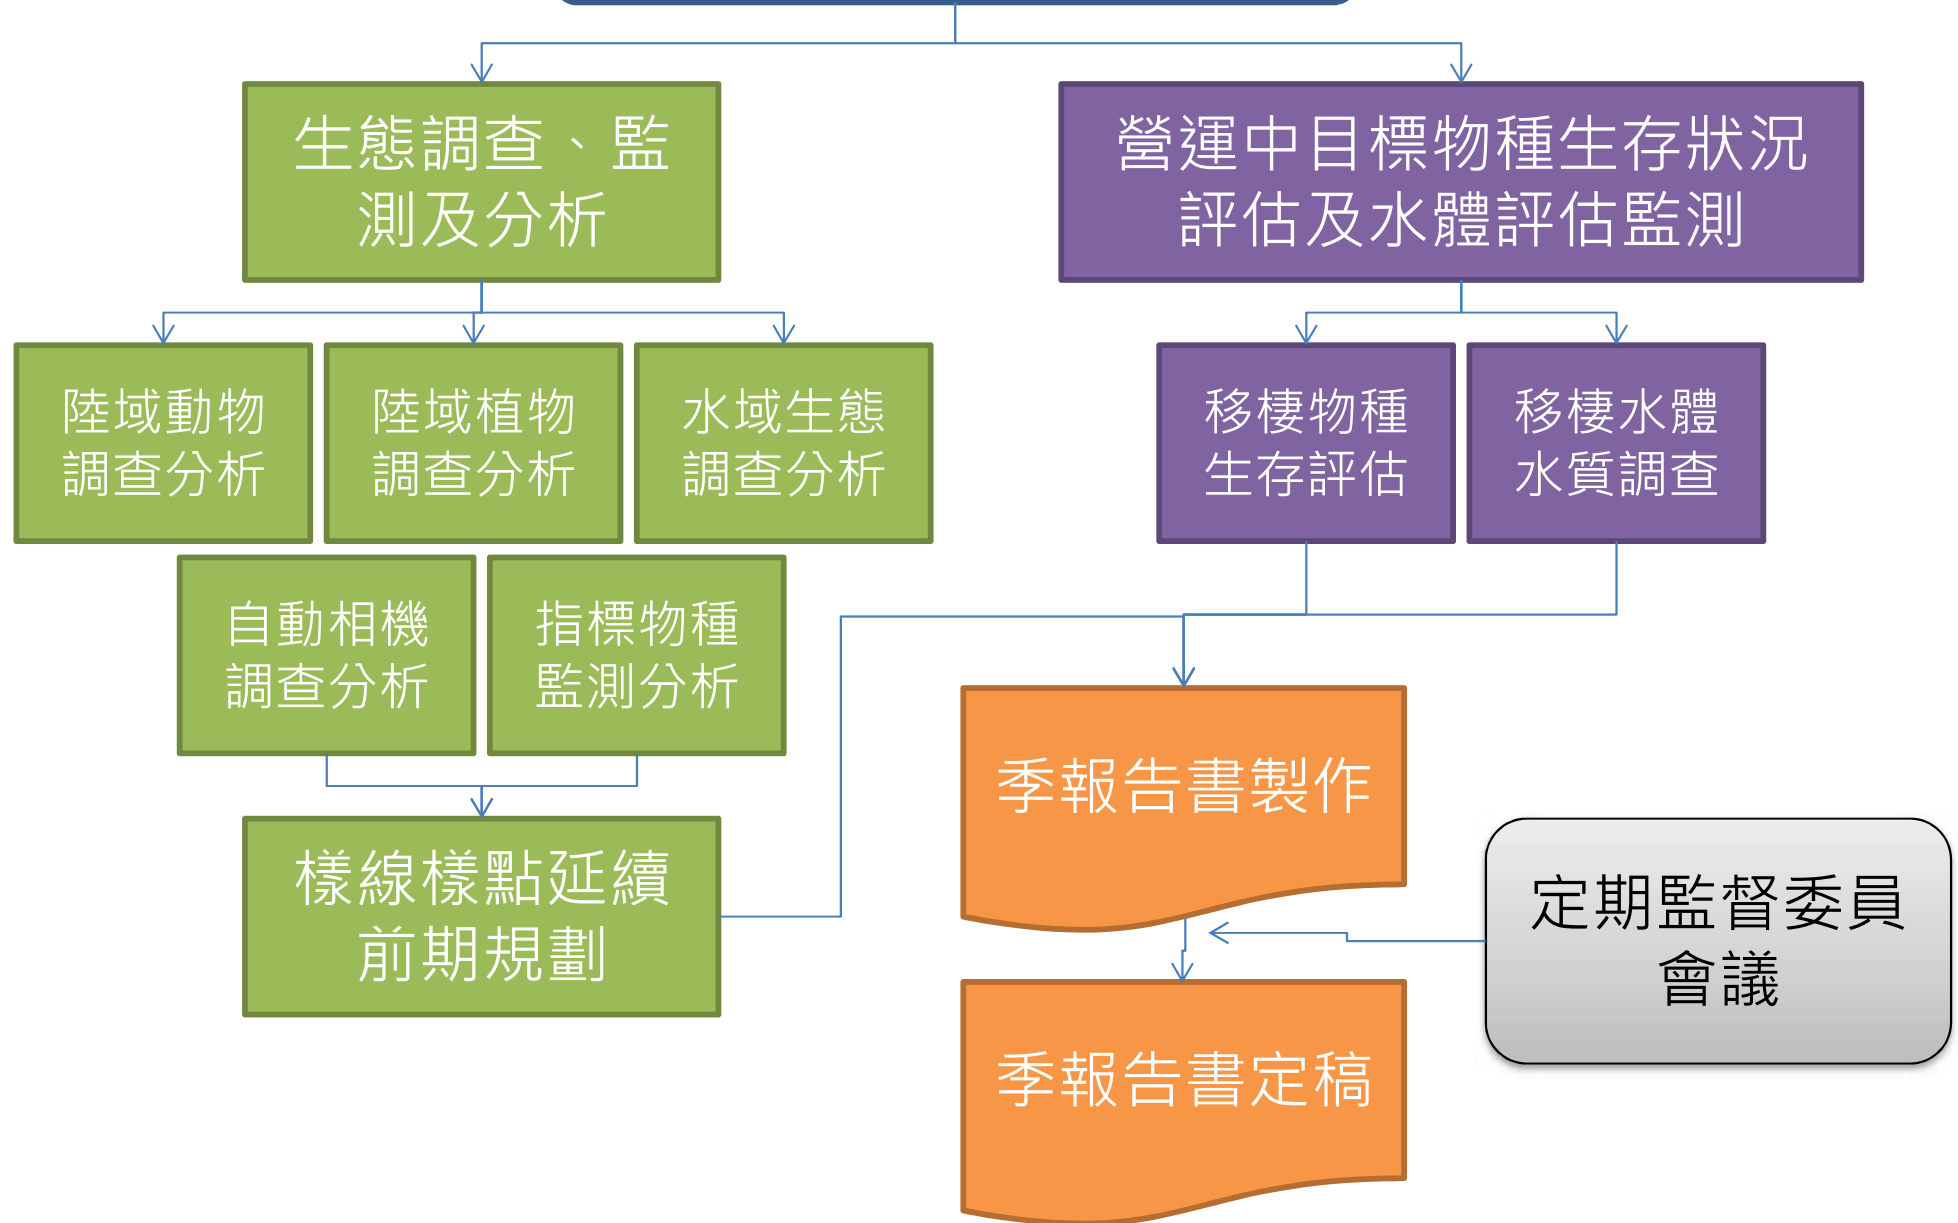 生態調查、監
測及分析
營運中目標物種生存狀況
評估及水體評估監測
陸域動物
調查分析
陸域植物
調查分析
水域生態
調查分析
移棲物種
生存評估
移棲水體
水質調查
自動相機
調查分析
指標物種
監測分析
季報告書製作
樣線樣點延續
前期規劃
定期監督委員
會議
季報告書定稿